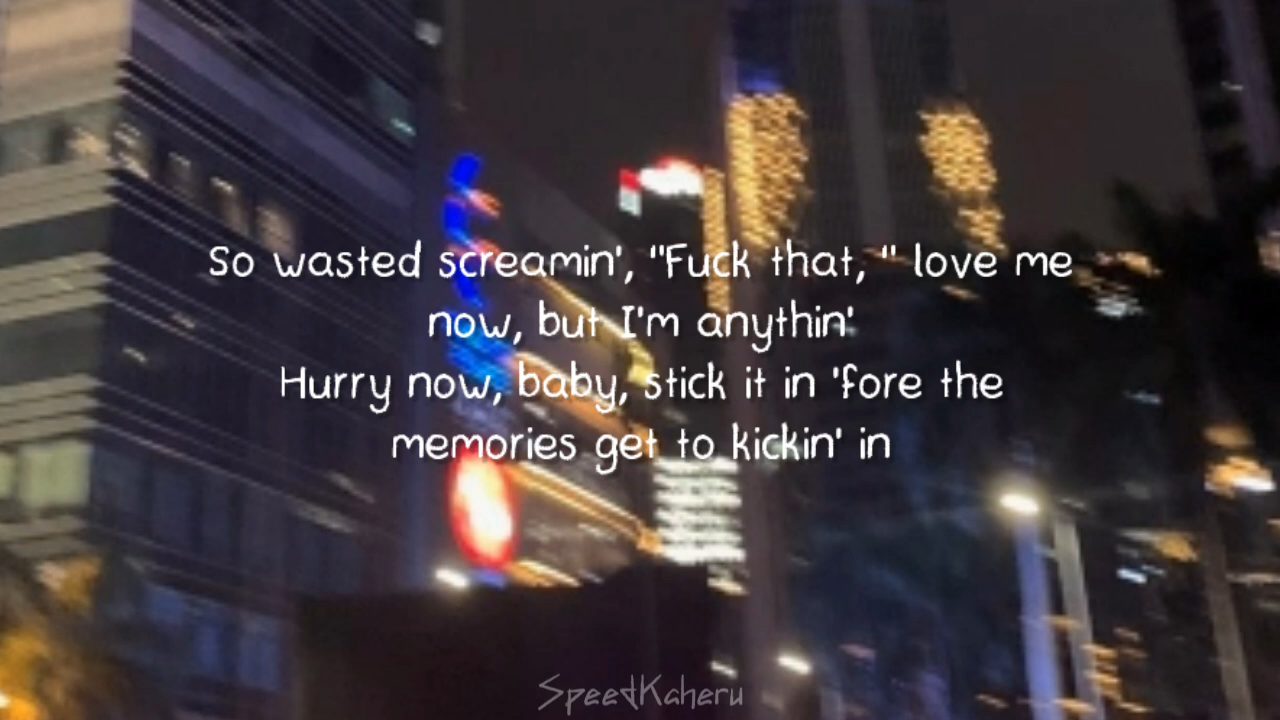 So wasted screamin', "Fuck that, " love me
now, but I'm anythin'
Hurry now, baby, stick it in 'fore the
memories get to kickin' in
SpeedKaheru